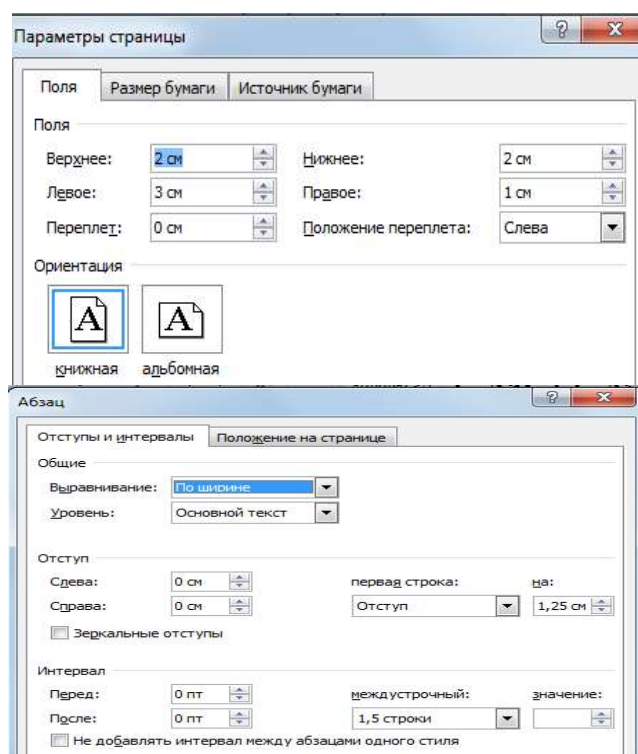 Параметры страницы
Поля Размер бумаги Источник бумаги
Поля
Верхнее: 2 см Нижнее: 2 см
Левое: 3 см Правое: 1 см
Переплет: 0 см Положение переплета: Слева
Ориентация
A A
книжная альбомная
Абзац
Отступы и интервалы Положение на странице
Общие
Выравнивание: По ширине
Уровень: Основной текст
Отступ
Слева: 0 см первая строка: на:
Справа: 0 см Отступ 1,25 см
Зеркальные отступы
Интервал
Перед: 0 пт междустрочный: значение:
После: 0 пт 1,5 строки
Не добавлять интервал между абзацами одного стиля